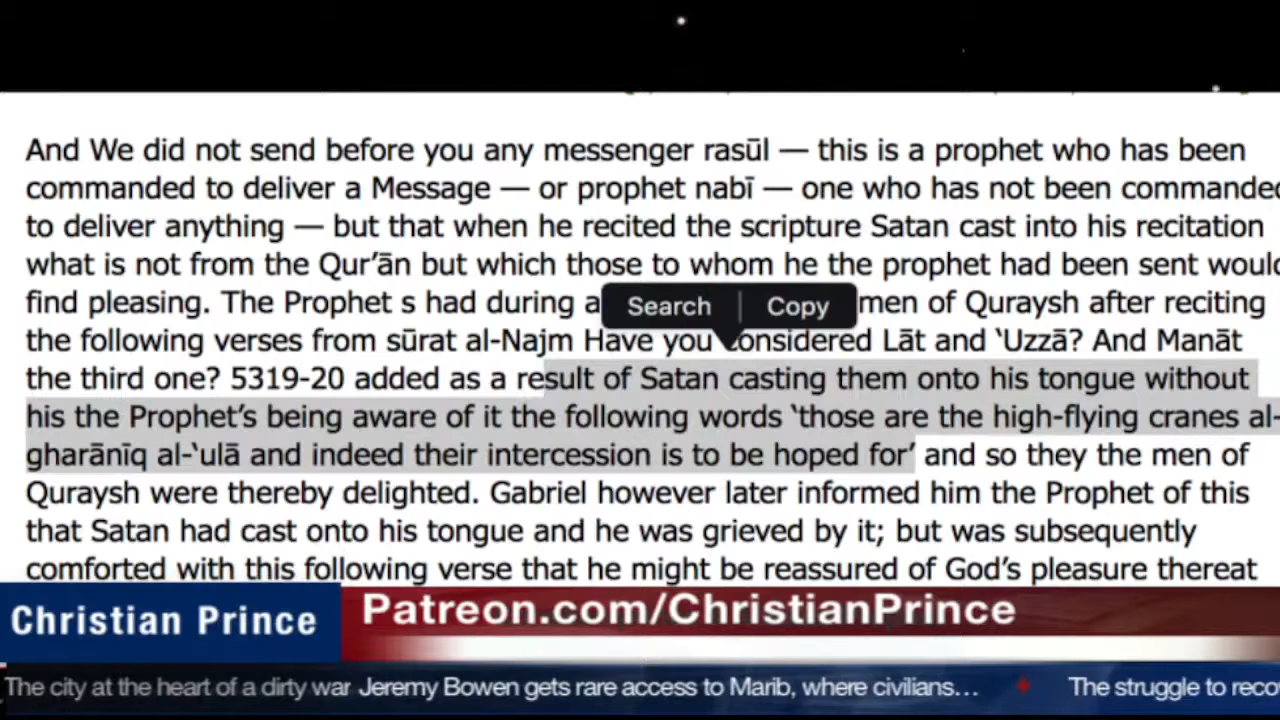 And We did not send before you any messenger rasūl — this is a prophet who has been
commanded to deliver a Message — or prophet nabī — one who has not been commanded
to deliver anything — but that when he recited the scripture Satan cast into his recitation
what is not from the Qur’ān but which those to whom he the prophet had been sent would
find pleasing. The Prophet s had during a
Search | Copy
men of Quraysh after reciting
the following verses from sūrat al-Najm Have you considered Lāt and ‘Uzzā? And Manāt
the third one? 5319-20 added as a result of Satan casting them onto his tongue without
his the Prophet’s being aware of it the following words ‘those are the high-flying cranes al-
gharānīq al-‘ulā and indeed their intercession is to be hoped for’ and so they the men of
Quraysh were thereby delighted. Gabriel however later informed him the Prophet of this
that Satan had cast onto his tongue and he was grieved by it; but was subsequently
comforted with this following verse that he might be reassured of God’s pleasure thereat
Christian Prince
Patreon.com/ChristianPrince
The city at the heart of a dirty war Jeremy Bowen gets rare access to Marib, where civilians… The struggle to reco